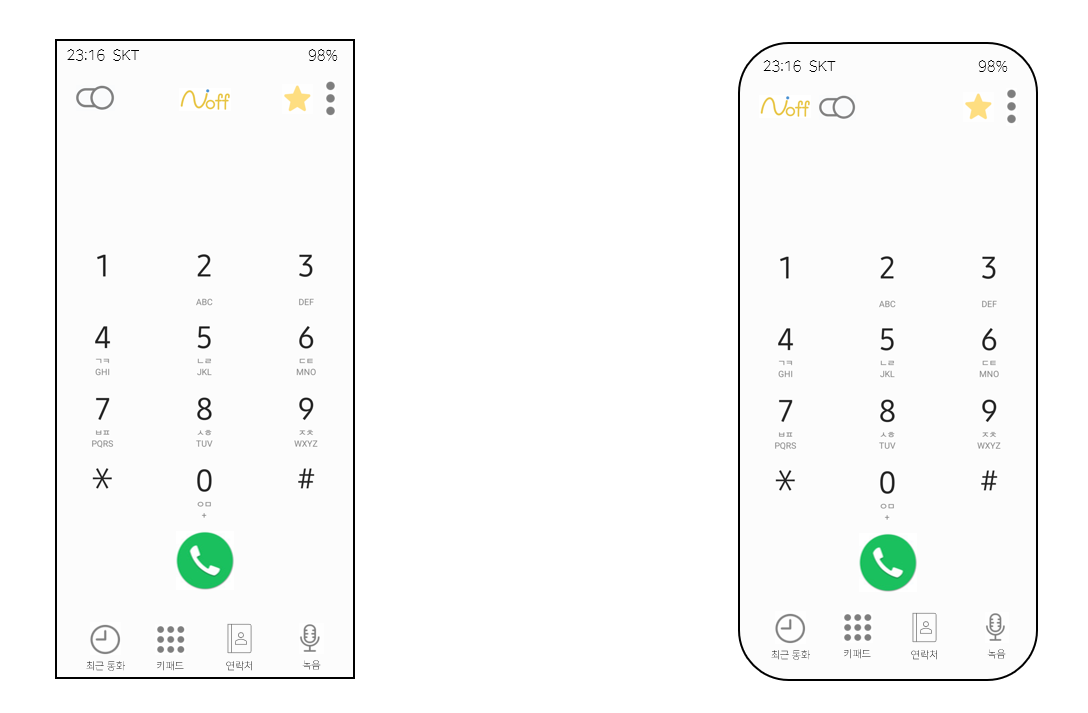 23:16 SKT 98%
Noff
1 2 3
ABC DEF
4 5 6
ㄱㅋ ㄴㄹ ㄷㅌ
GHI JKL MNO
7 8 9
ㅂㅍ ㅅㅎ ㅈㅊ
PQRS TUV WXYZ
* 0 #
ㅇㅁ
+
최근 통화 키패드 연락처 녹음
23:16 SKT 98%
Noff
1 2 3
ABC DEF
4 5 6
ㄱㅋ ㄴㄹ ㄷㅌ
GHI JKL MNO
7 8 9
ㅂㅍ ㅅㅎ ㅈㅊ
PQRS TUV WXYZ
* 0 #
ㅇㅁ
+
최근 통화 키패드 연락처 녹음